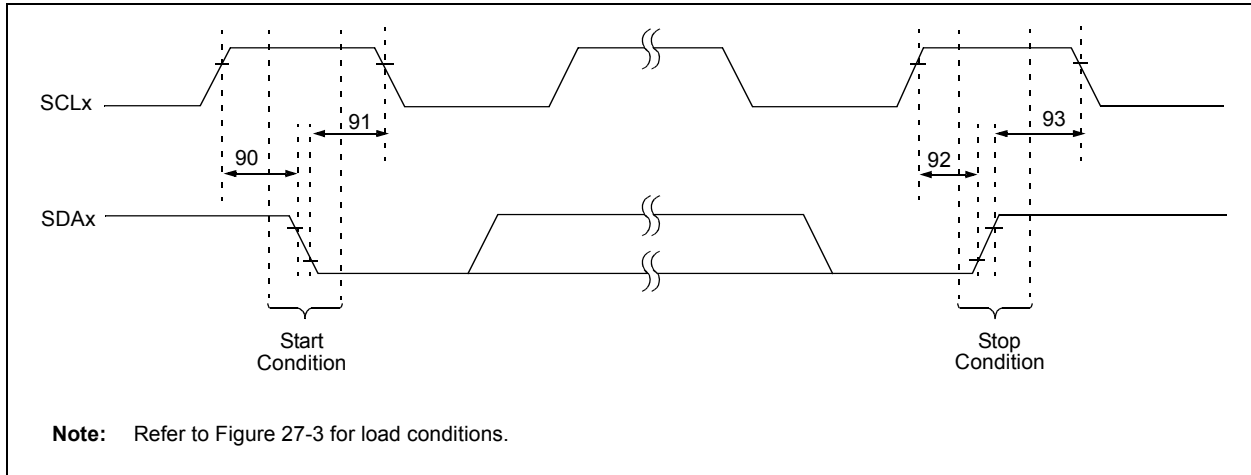 SCLx
91
93
90
92
SDAx
Start
Condition
Stop
Condition
Note: Refer to Figure 27-3 for load conditions.